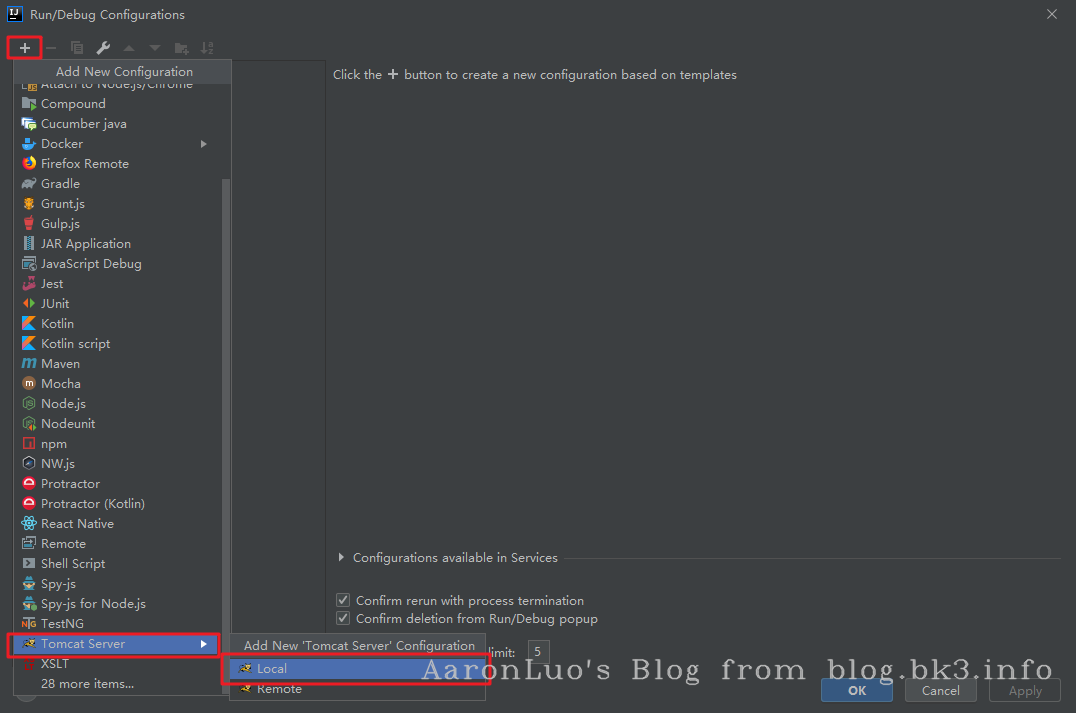 Run/Debug Configurations
Add New Configuration
Click the + button to create a new configuration based on templates
Attach to Node.js/Chrome
Compound
Cucumber java
Docker
Firefox Remote
Gradle
Grunt.js
Gulp.js
JAR Application
JavaScript Debug
Jest
JUnit
Kotlin
Kotlin script
Maven
Mocha
Node.js
Nodeunit
npm
NW.js
Protractor
Protractor (Kotlin)
React Native
Remote
Shell Script
Spy-js
Spy-js for Node.js
TestNG
Tomcat Server
XSLT
28 more items...
Configurations available in Services
Confirm rerun with process termination
Confirm deletion from Run/Debug popup
limit: 5
Add New 'Tomcat Server' Configuration
Local
Remote
AaronLuo's Blog from blog.bk3.info
OK
Cancel
Apply